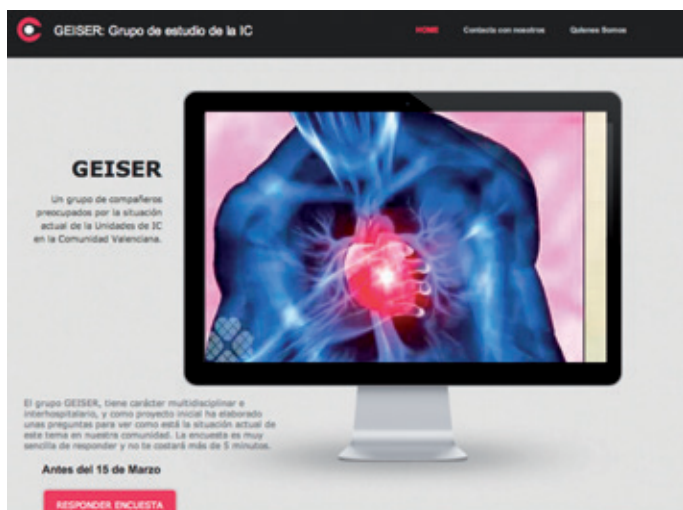 GEISER: Grupo de estudio de la IC
HOME
Contacta con nosotros
Quienes Somos
GEISER
Un grupo de compañeros
preocupados por la situación
actual de la Unidades de IC
en la Comunidad Valenciana.
El grupo GEISER, tiene carácter multidisciplinar e
interhospitalario, y como proyecto inicial ha elaborado
unas preguntas para ver como está la situación actual de
este tema en nuestra comunidad. La encuesta es muy
sencilla de responder y no te costará más de 5 minutos.
Antes del 15 de Marzo
RESPONDER ENCUESTA